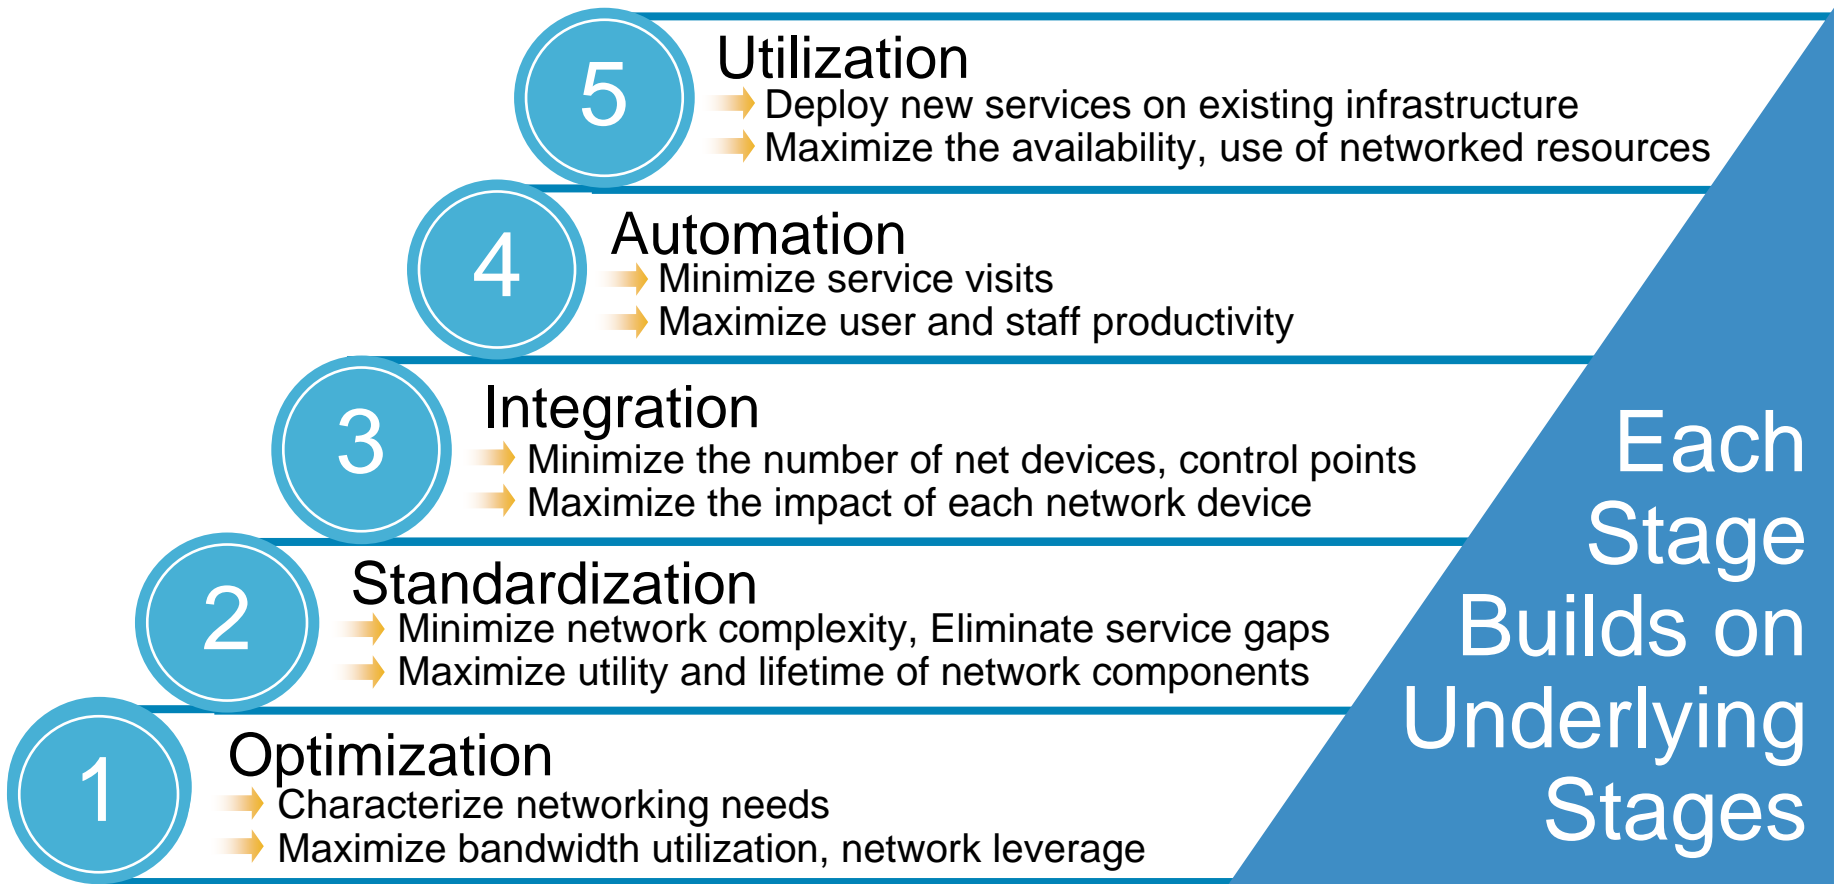 5
Utilization
Deploy new services on existing infrastructure
Maximize the availability, use of networked resources
4
Automation
Minimize service visits
Maximize user and staff productivity
3
Integration
Minimize the number of net devices, control points
Maximize the impact of each network device
2
Standardization
Minimize network complexity, Eliminate service gaps
Maximize utility and lifetime of network components
1
Optimization
Characterize networking needs
Maximize bandwidth utilization, network leverage
Each
Stage
Builds on
Underlying
Stages